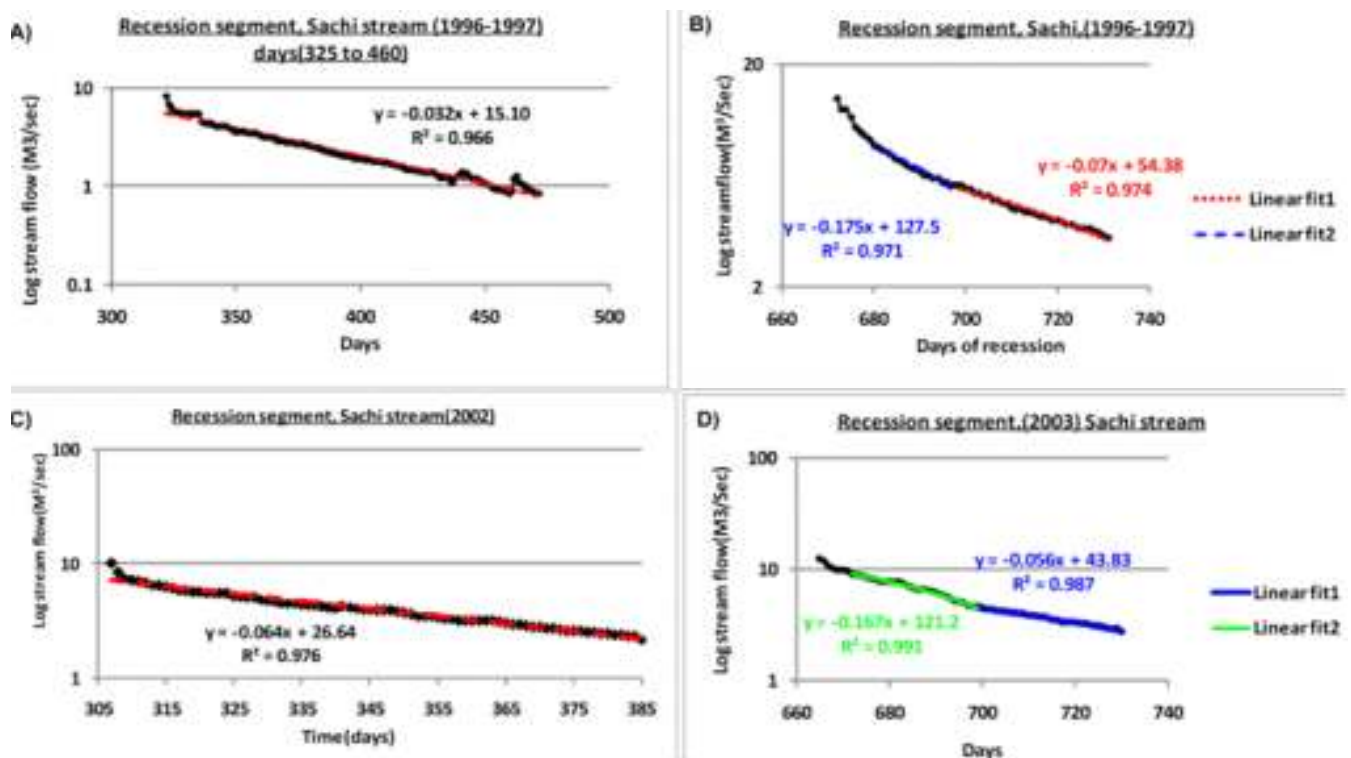 A)
Recession segment, Sachi stream (1996-1997)
days(325 to 460)
Log stream flow (M3/sec)
10
1
0.1
y = -0.032x + 15.10
R² = 0.966
300 350 400 450 500
Days
B)
Recession segment, Sachi,(1996-1997)
Log streamflow(M³/Sec)
20
2
y = -0.07x + 54.38
R² = 0.974
y = -0.175x + 127.5
R² = 0.971
Linear fit1
Linear fit2
660 680 700 720 740
Days of recession
C)
Recession segment, Sachi stream(2002)
Log stream flow(M³/sec)
100
10
1
y = -0.064x + 26.64
R² = 0.976
305 315 325 335 345 355 365 375 385
Time(days)
D)
Recession segment,(2003) Sachi stream
Log stream flow(M3/Sec)
100
10
1
y = -0.056x + 43.83
R² = 0.987
y = -0.167x + 121.2
R² = 0.991
Linear fit1
Linear fit2
660 680 700 720 740
Days